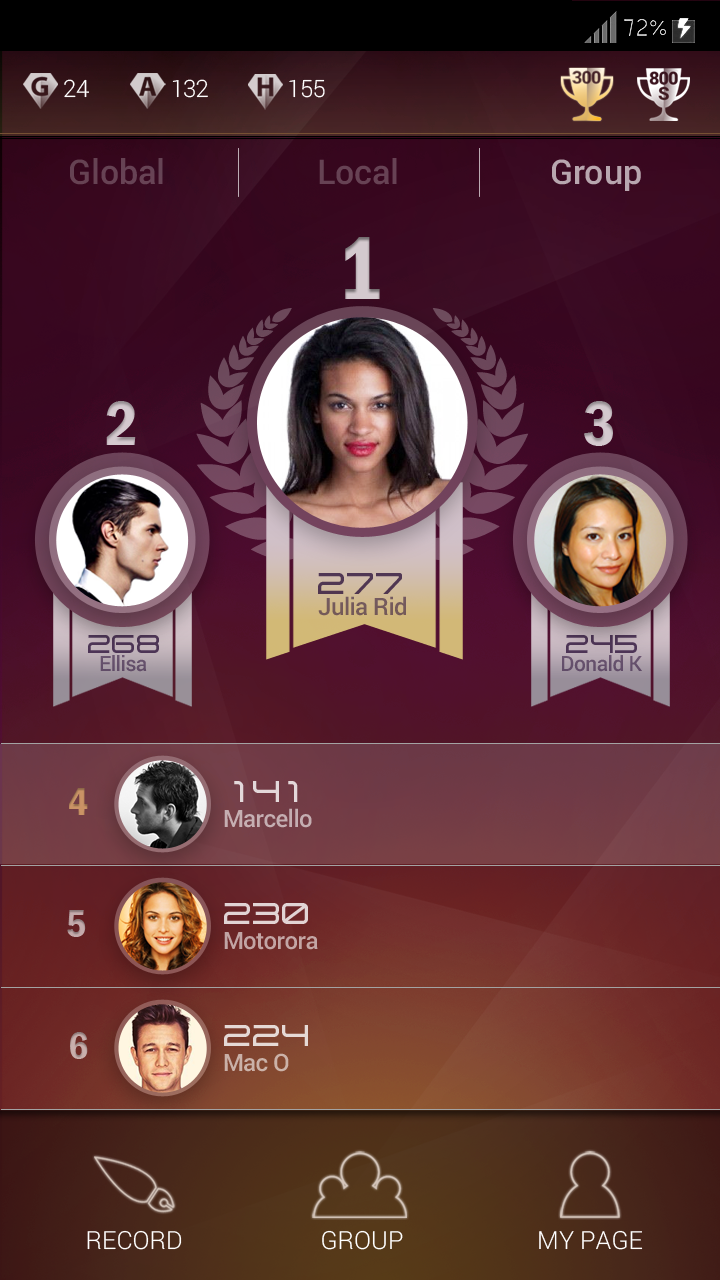 72%
G 24 A 132 H 155 300 800 S
Global Local Group
1
2
3
277
Julia Rid
268
Ellisa
245
Donald K
4
141
Marcello
5
230
Motorora
6
224
Mac O
RECORD GROUP MY PAGE